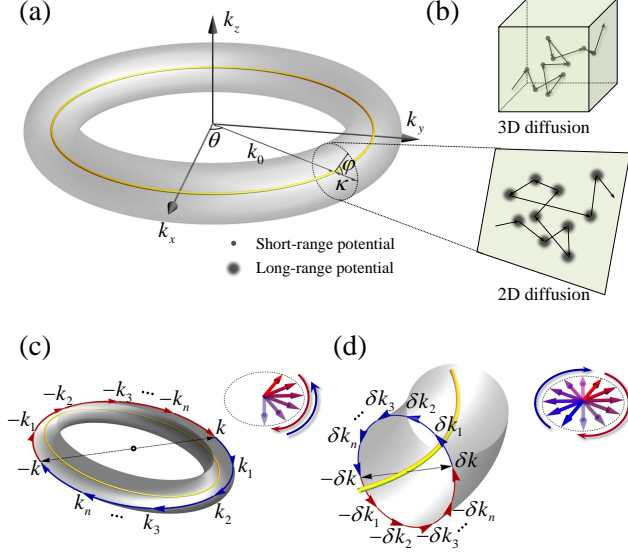 (a)
k_z
k_y
θ
k_0
φ
κ
k_x
Short-range potential
Long-range potential
(b)
3D diffusion
2D diffusion
(c)
-k_1
-k_2
-k_3
...
-k_n
k
-k
k_1
k_n
...
k_3
k_2
(d)
...
δk_3
δk_2
δk_n
δk_1
-δk
δk
-δk_1
-δk_2
-δk_3
...
-δk_n